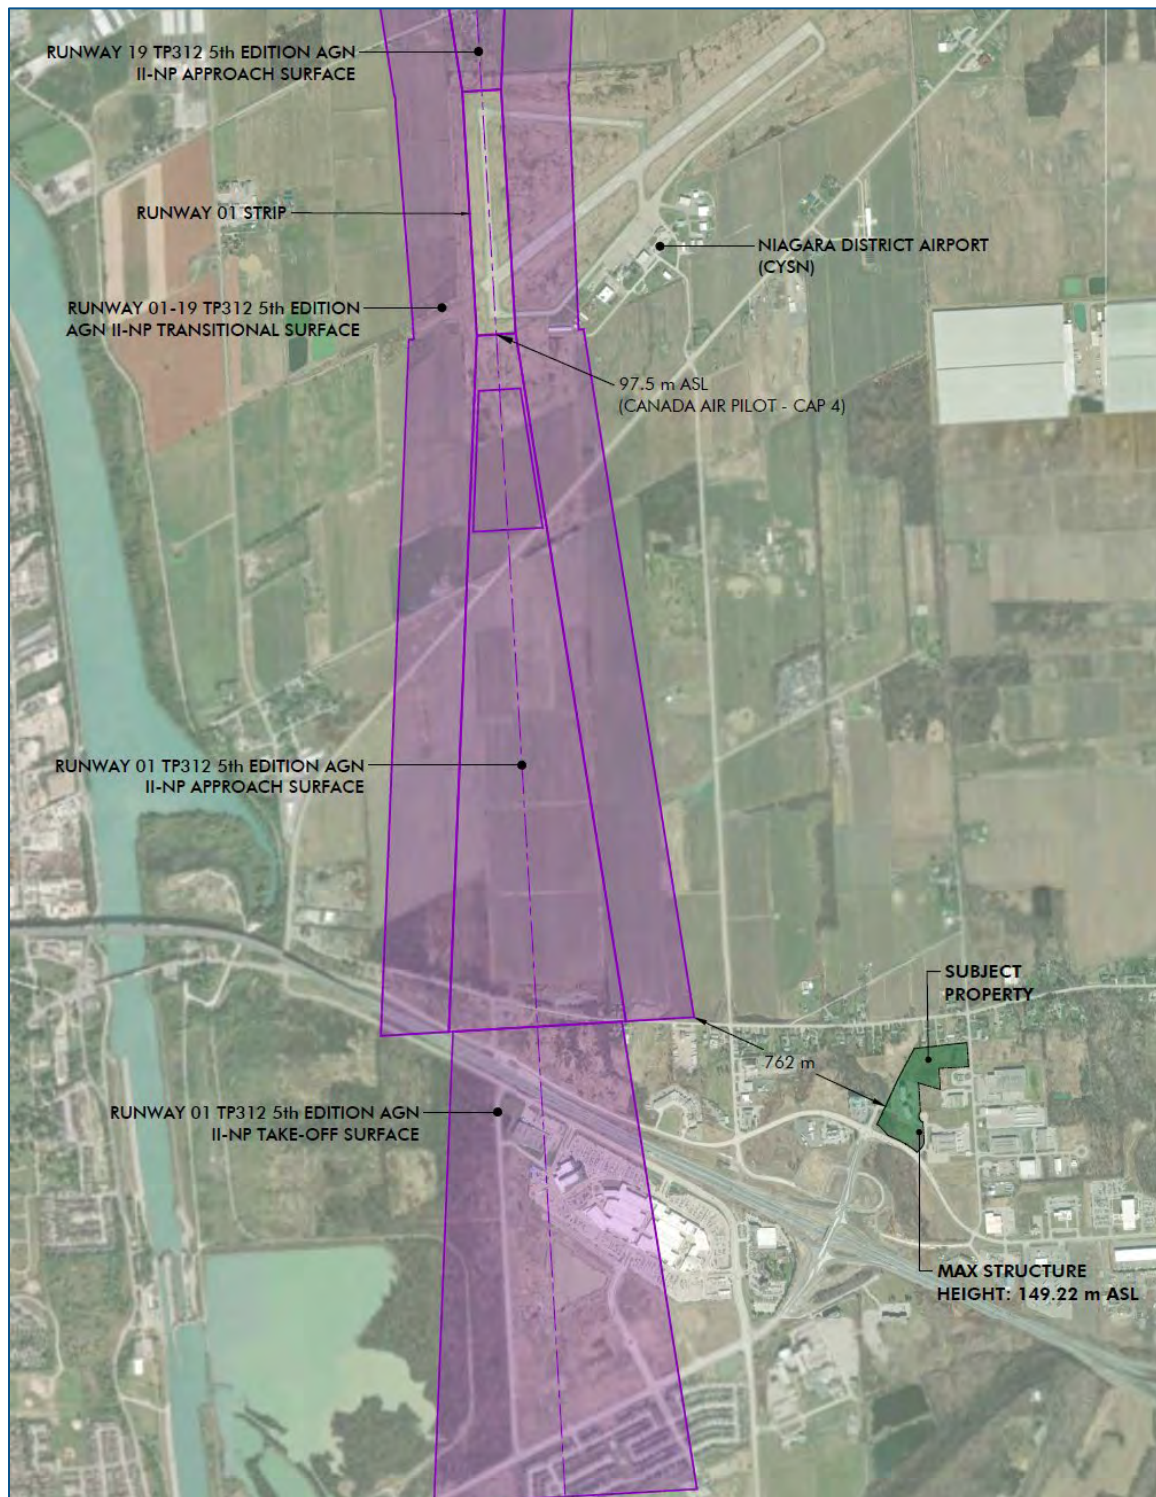 RUNWAY 19 TP312 5th EDITION AGN
II-NP APPROACH SURFACE
RUNWAY 01 STRIP
NIAGARA DISTRICT AIRPORT
(CYSN)
RUNWAY 01-19 TP312 5th EDITION
AGN II-NP TRANSITIONAL SURFACE
97.5 m ASL
(CANADA AIR PILOT - CAP 4)
RUNWAY 01 TP312 5th EDITION AGN
II-NP APPROACH SURFACE
SUBJECT
PROPERTY
762 m
RUNWAY 01 TP312 5th EDITION AGN
II-NP TAKE-OFF SURFACE
MAX STRUCTURE
HEIGHT: 149.22 m ASL